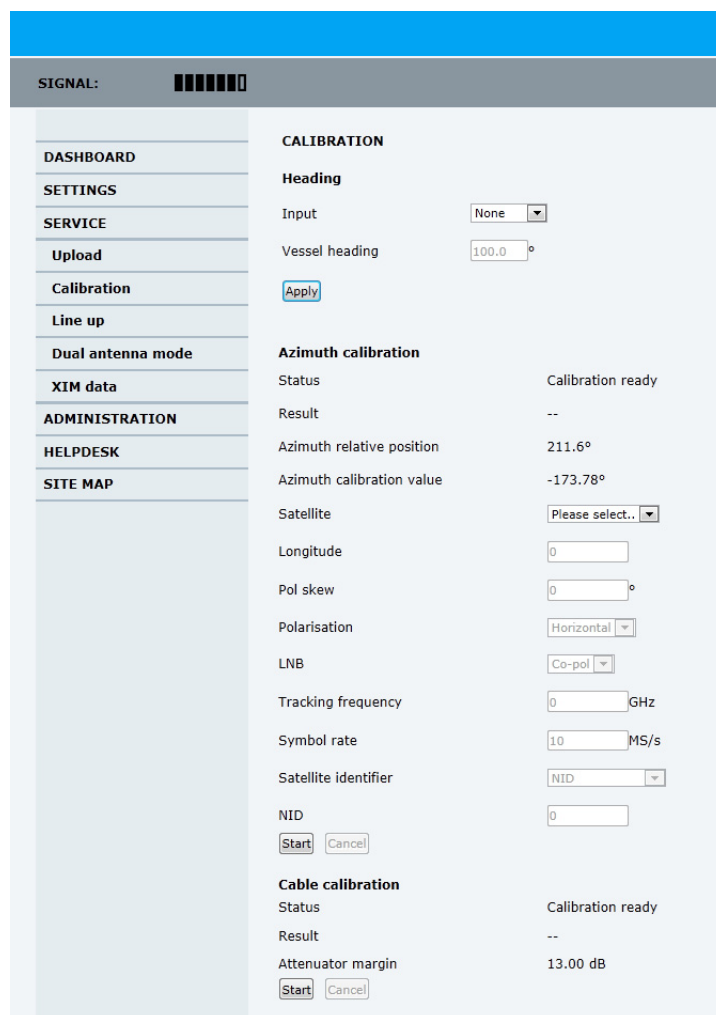 SIGNAL:
DASHBOARD
SETTINGS
SERVICE
Upload
Calibration
Line up
Dual antenna mode
XIM data
ADMINISTRATION
HELPDESK
SITE MAP
CALIBRATION
Heading
Input None
Vessel heading 100.0 °
Apply
Azimuth calibration
Status Calibration ready
Result --
Azimuth relative position 211.6°
Azimuth calibration value -173.78°
Satellite Please select..
Longitude 0
Pol skew 0 °
Polarisation Horizontal
LNB Co-pol
Tracking frequency 0 GHz
Symbol rate 10 MS/s
Satellite identifier NID
NID 0
Start Cancel
Cable calibration
Status Calibration ready
Result --
Attenuator margin 13.00 dB
Start Cancel